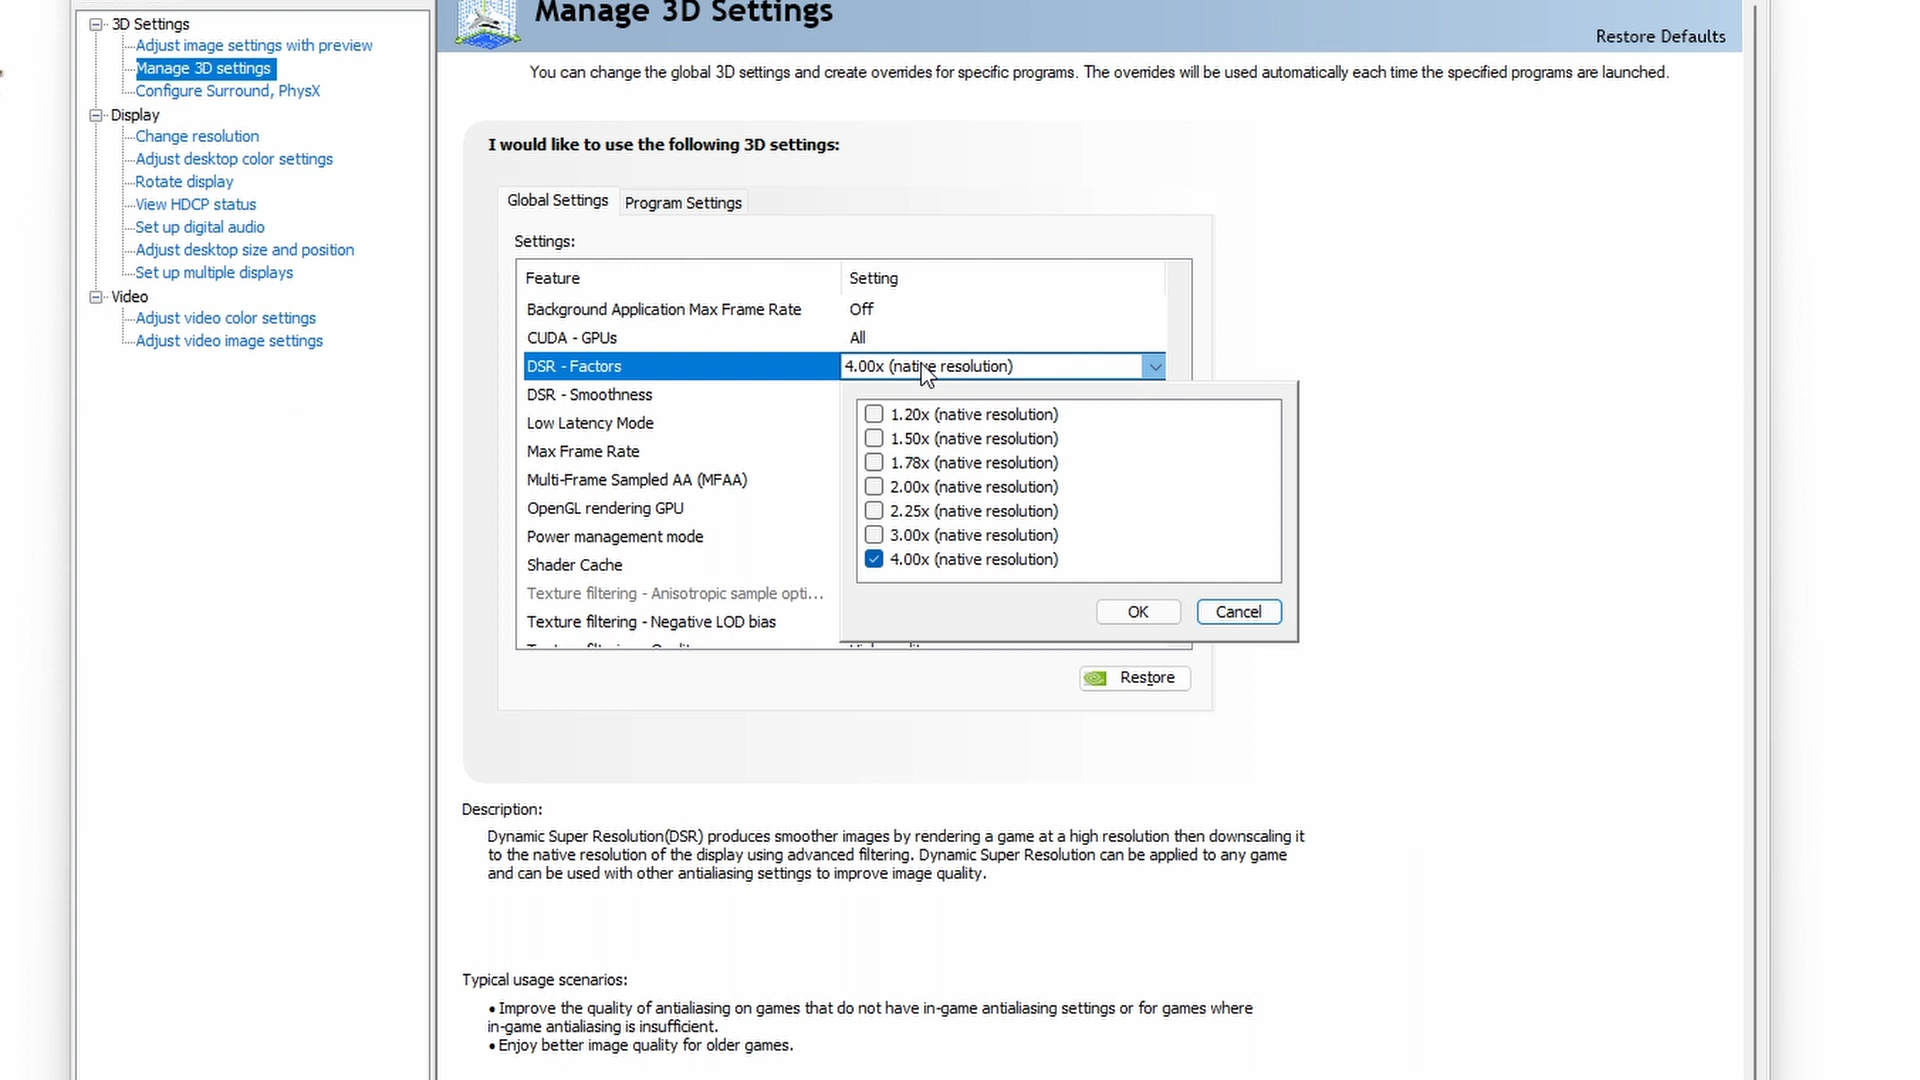 3D Settings
Adjust image settings with preview
Manage 3D settings
Configure Surround, PhysX
Display
Change resolution
Adjust desktop color settings
Rotate display
View HDCP status
Set up digital audio
Adjust desktop size and position
Set up multiple displays
Video
Adjust video color settings
Adjust video image settings
Manage 3D Settings
Restore Defaults
You can change the global 3D settings and create overrides for specific programs. The overrides will be used automatically each time the specified programs are launched.
I would like to use the following 3D settings:
Global Settings
Program Settings
Settings:
Feature
Setting
Background Application Max Frame Rate
Off
CUDA - GPUs
All
DSR - Factors
4.00x (native resolution)
DSR - Smoothness
Low Latency Mode
Max Frame Rate
Multi-Frame Sampled AA (MFAA)
OpenGL rendering GPU
Power management mode
Shader Cache
Texture filtering - Anisotropic sample opti...
Texture filtering - Negative LOD bias
1.20x (native resolution)
1.50x (native resolution)
1.78x (native resolution)
2.00x (native resolution)
2.25x (native resolution)
3.00x (native resolution)
4.00x (native resolution)
OK
Cancel
Restore
Description:
Dynamic Super Resolution(DSR) produces smoother images by rendering a game at a high resolution then downscaling it
to the native resolution of the display using advanced filtering. Dynamic Super Resolution can be applied to any game
and can be used with other antialiasing settings to improve image quality.
Typical usage scenarios:
• Improve the quality of antialiasing on games that do not have in-game antialiasing settings or for games where
in-game antialiasing is insufficient.
• Enjoy better image quality for older games.